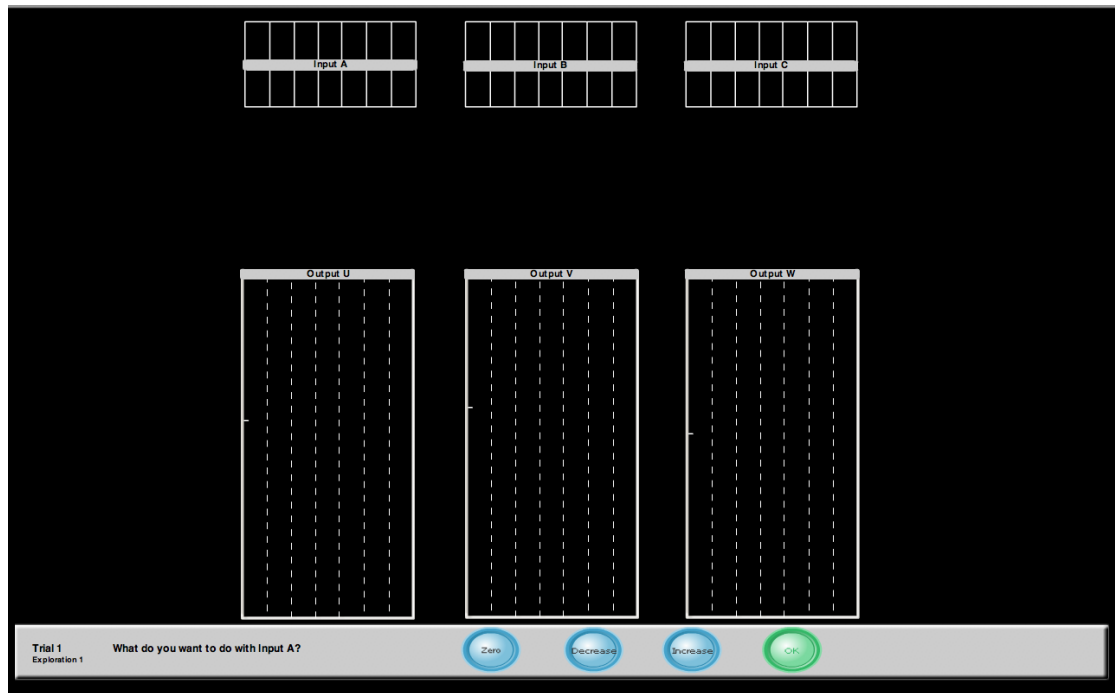 Input A
Input B
Input C
Output U
Output V
Output W
Trial 1
Exploration 1
What do you want to do with Input A?
Zero
Decrease
Increase
OK